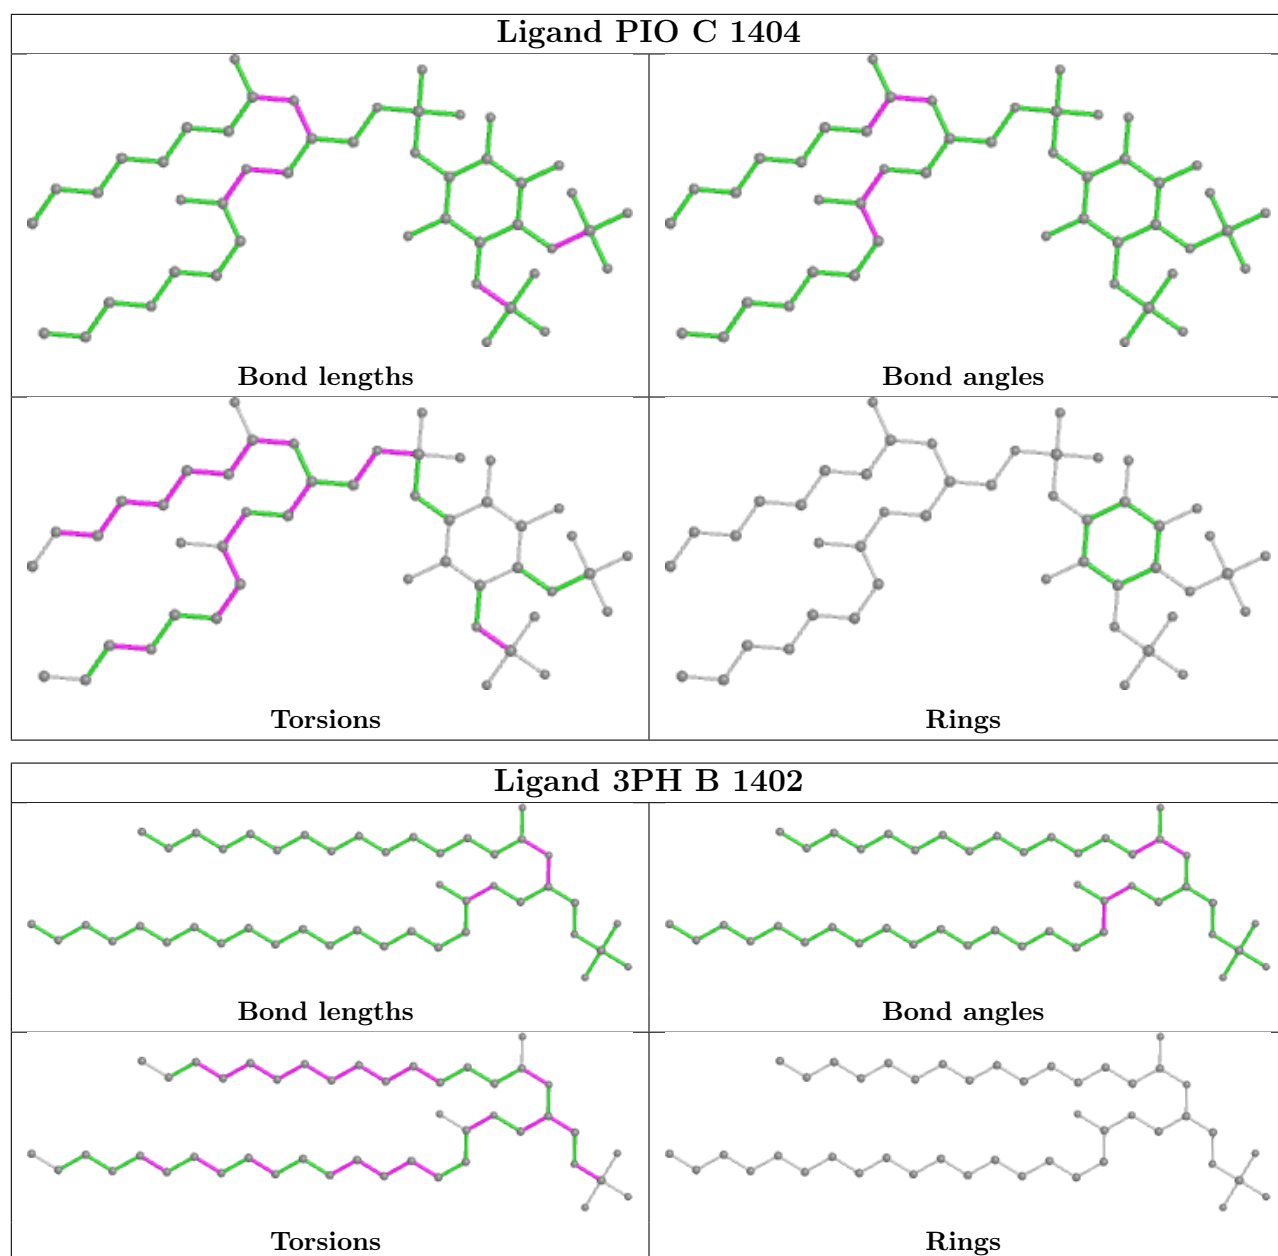 Ligand PIO C 1404
Bond lengths
Bond angles
Torsions
Rings
Ligand 3PH B 1402
Bond lengths
Bond angles
Torsions
Rings